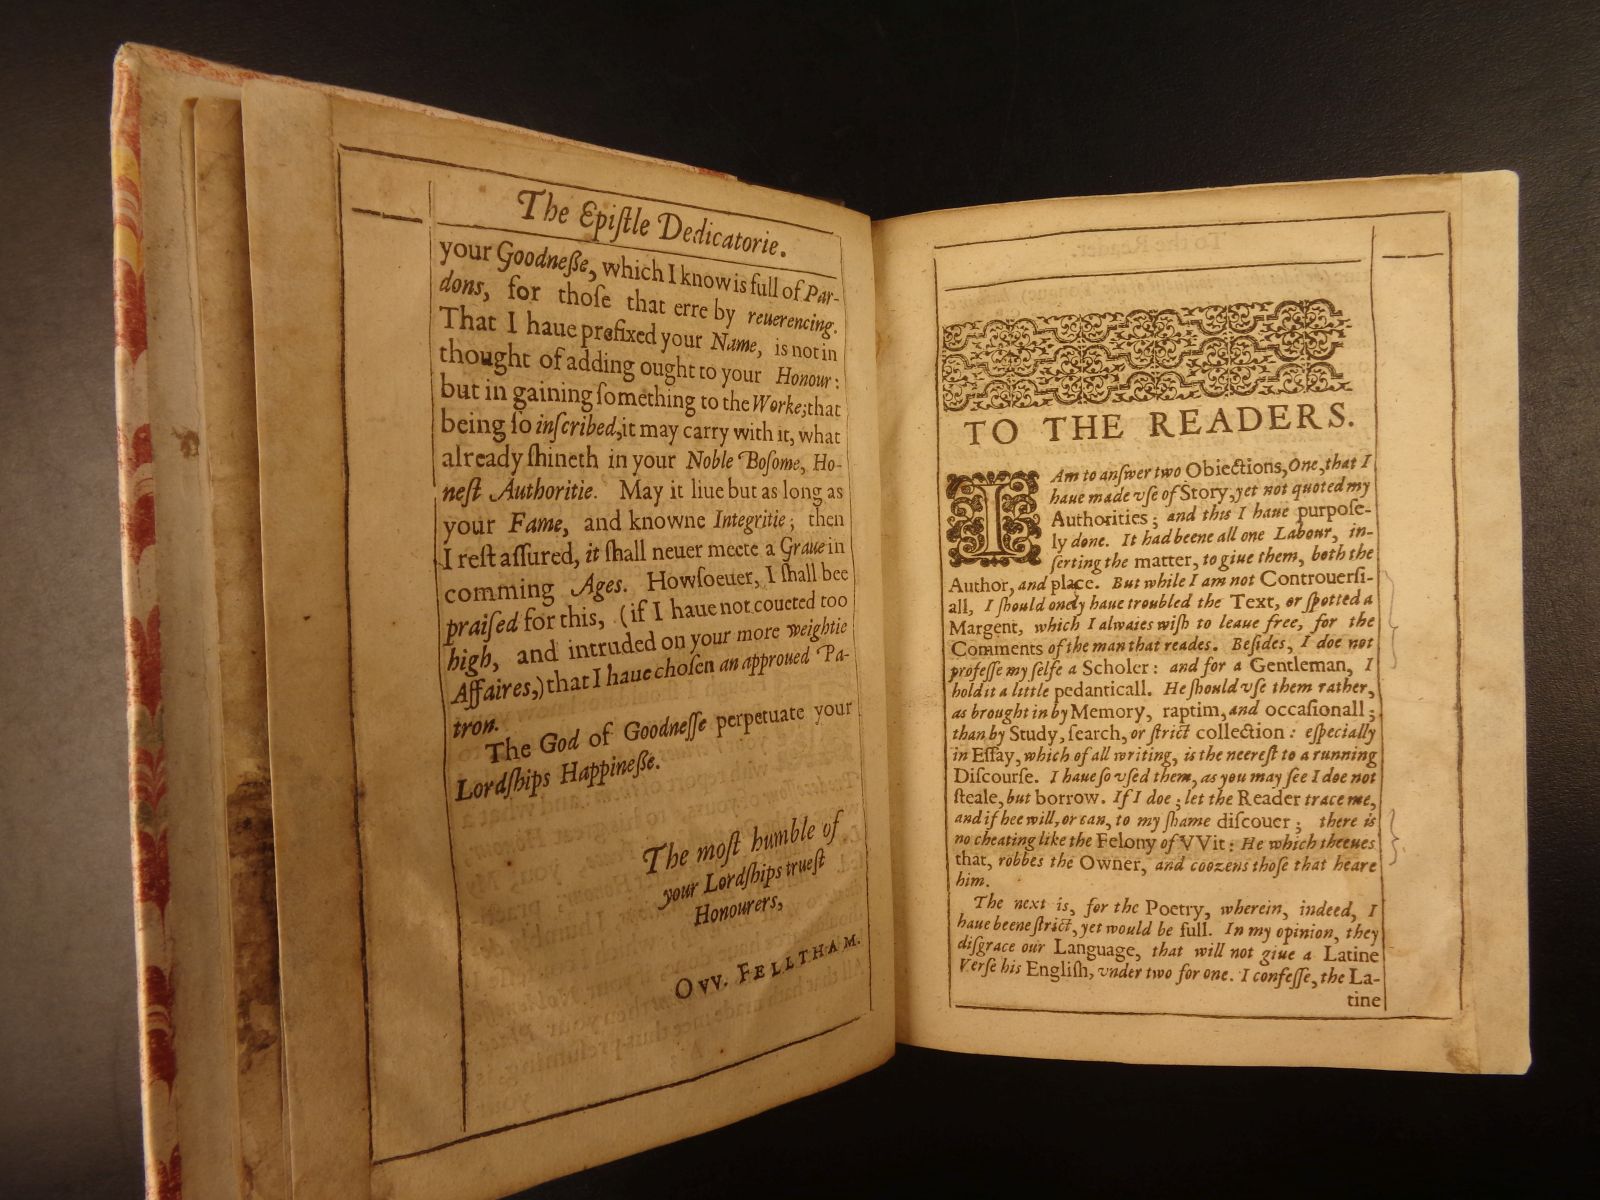 The Epiſtle Dedicatorie.
your Goodneſſe, which I know is full of Par-
dons, for thoſe that erre by reuerencing.
That I haue prefixed your Name, is not in
thought of adding ought to your Honour:
but in gaining ſomething to the Worke; that
being ſo inſcribed, it may carry with it, what
already ſhineth in your Noble Boſome, Ho-
neſt Authoritie. May it liue but as long as
your Fame, and knowne Integritie; then
I reſt aſſured, it ſhall neuer meete a Graue in
comming Ages. Howſoeuer, I ſhall bee
praiſed for this, (if I haue not coueted too
high, and intruded on your more weightie
Affaires,) that I haue choſen an approued Pa-
tron.
The God of Goodneſſe perpetuate your
Lordſhips Happineſſe.
The moſt humble of
your Lordſhips trueſt
Honourers,
Ovv. Felltham.
TO THE READERS.
I Am to anſwer two Obiections, One, that I
haue made vſe of Story, yet not quoted my
Authorities; and this I haue purpoſe-
ly done. It had beene all one Labour, in-
ſerting the matter, to giue them, both the
Author, and place. But while I am not Controuerſi-
all, I ſhould onely haue troubled the Text, or ſpotted a
Margent, which I alwaies wiſh to leaue free, for the
Comments of the man that reades. Beſides, I doe not
profeſſe my ſelfe a Scholer: and for a Gentleman, I
hold it a little pedanticall. He ſhould vſe them rather,
as brought in by Memory, raptim, and occaſionall;
than by Study, ſearch, or ſtrict collection: eſpecially
in Eſſay, which of all writing, is the neereſt to a running
Diſcourſe. I haue ſo vſed them, as you may ſee I doe not
ſteale, but borrow. If I doe; let the Reader trace me,
and if hee will, or can, to my ſhame diſcouer; there is
no cheating like the Felony of VVit: He which theeues
that, robbes the Owner, and coozens thoſe that heare
him.
The next is, for the Poetry, wherein, indeed, I
haue beene ſtrict, yet would be full. In my opinion, they
diſgrace our Language, that will not giue a Latine
Verſe his Engliſh, vnder two for one. I confeſſe, the La-
tine